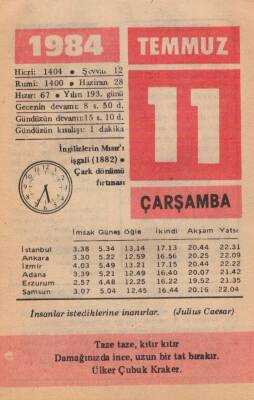 1984
TEMMUZ
Hicri: 1404 • Şevval 12
Rumi: 1400 • Haziran 28
Hızır: 67 • Yılın 193. günü
Gecenin devamı: 8 s. 50 d.
Gündüzün devamı: 15 s. 10 d.
Gündüzün kısalışı: 1 dakika
11
İngilizlerin Mısır'ı
işgali (1882) •
Çark dönümü
fırtınası
ÇARŞAMBA
İmsak Güneş Öğle İkindi Akşam Yatsı
İstanbul 3.38 5.34 13.14 17.13 20.44 22.31
Ankara 3.30 5.22 12.59 16.56 20.25 22.09
İzmir 4.03 5.49 13.21 17.15 20.44 22.22
Adana 3.39 5.21 12.49 16.40 20.07 21.42
Erzurum 2.57 4.48 12.25 16.22 19.52 21.35
Samsun 3.07 5.04 12.45 16.44 20.16 22.04
İnsanlar istediklerine inanırlar. (Julius Caesar)
Taze taze, kıtır kıtır
Damağınızda ince, uzun bir tat bırakır.
Ülker Çubuk Kraker.